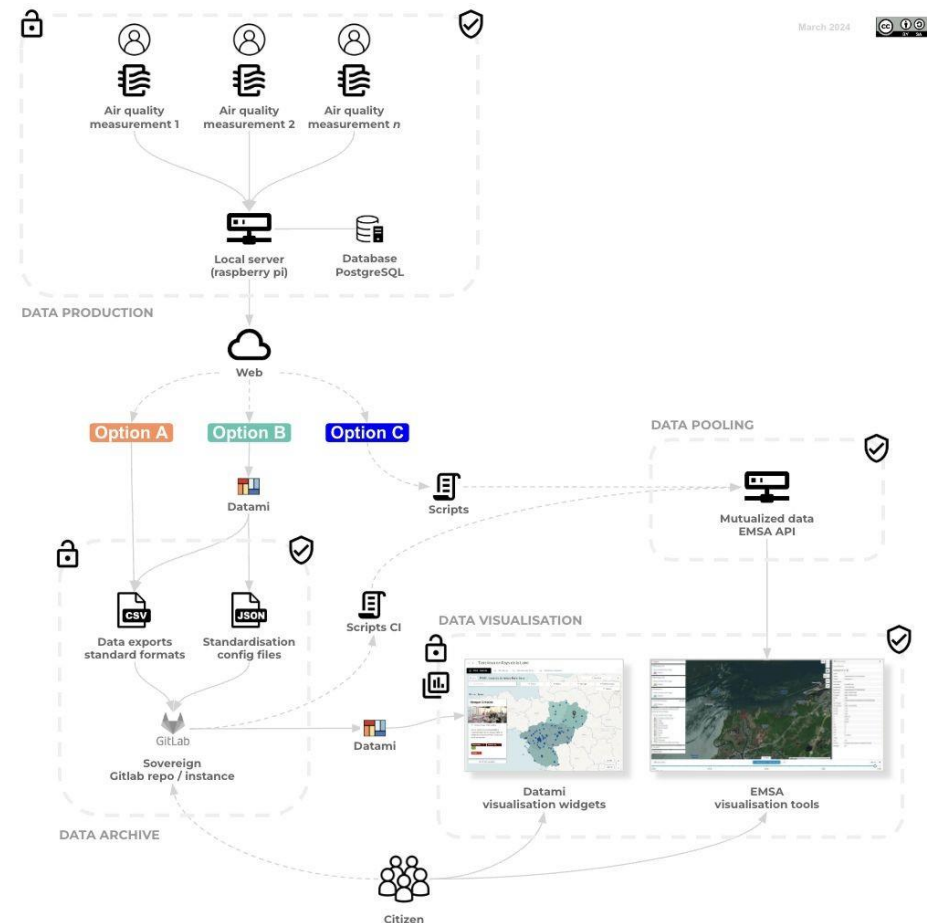 March 2024
Air quality
measurement 1
Air quality
measurement 2
Air quality
measurement n
Local server
(raspberry pi)
Database
PostgreSQL
DATA PRODUCTION
Web
Option A
Option B
Option C
DATA POOLING
Datami
Scripts
Mutualized data
EMSA API
CSV
JSON
Data exports
standard formats
Standardisation
config files
Scripts CI
DATA VISUALISATION
GitLab
Sovereign
Gitlab repo / instance
Datami
Datami
visualisation widgets
EMSA
visualisation tools
DATA ARCHIVE
Citizen